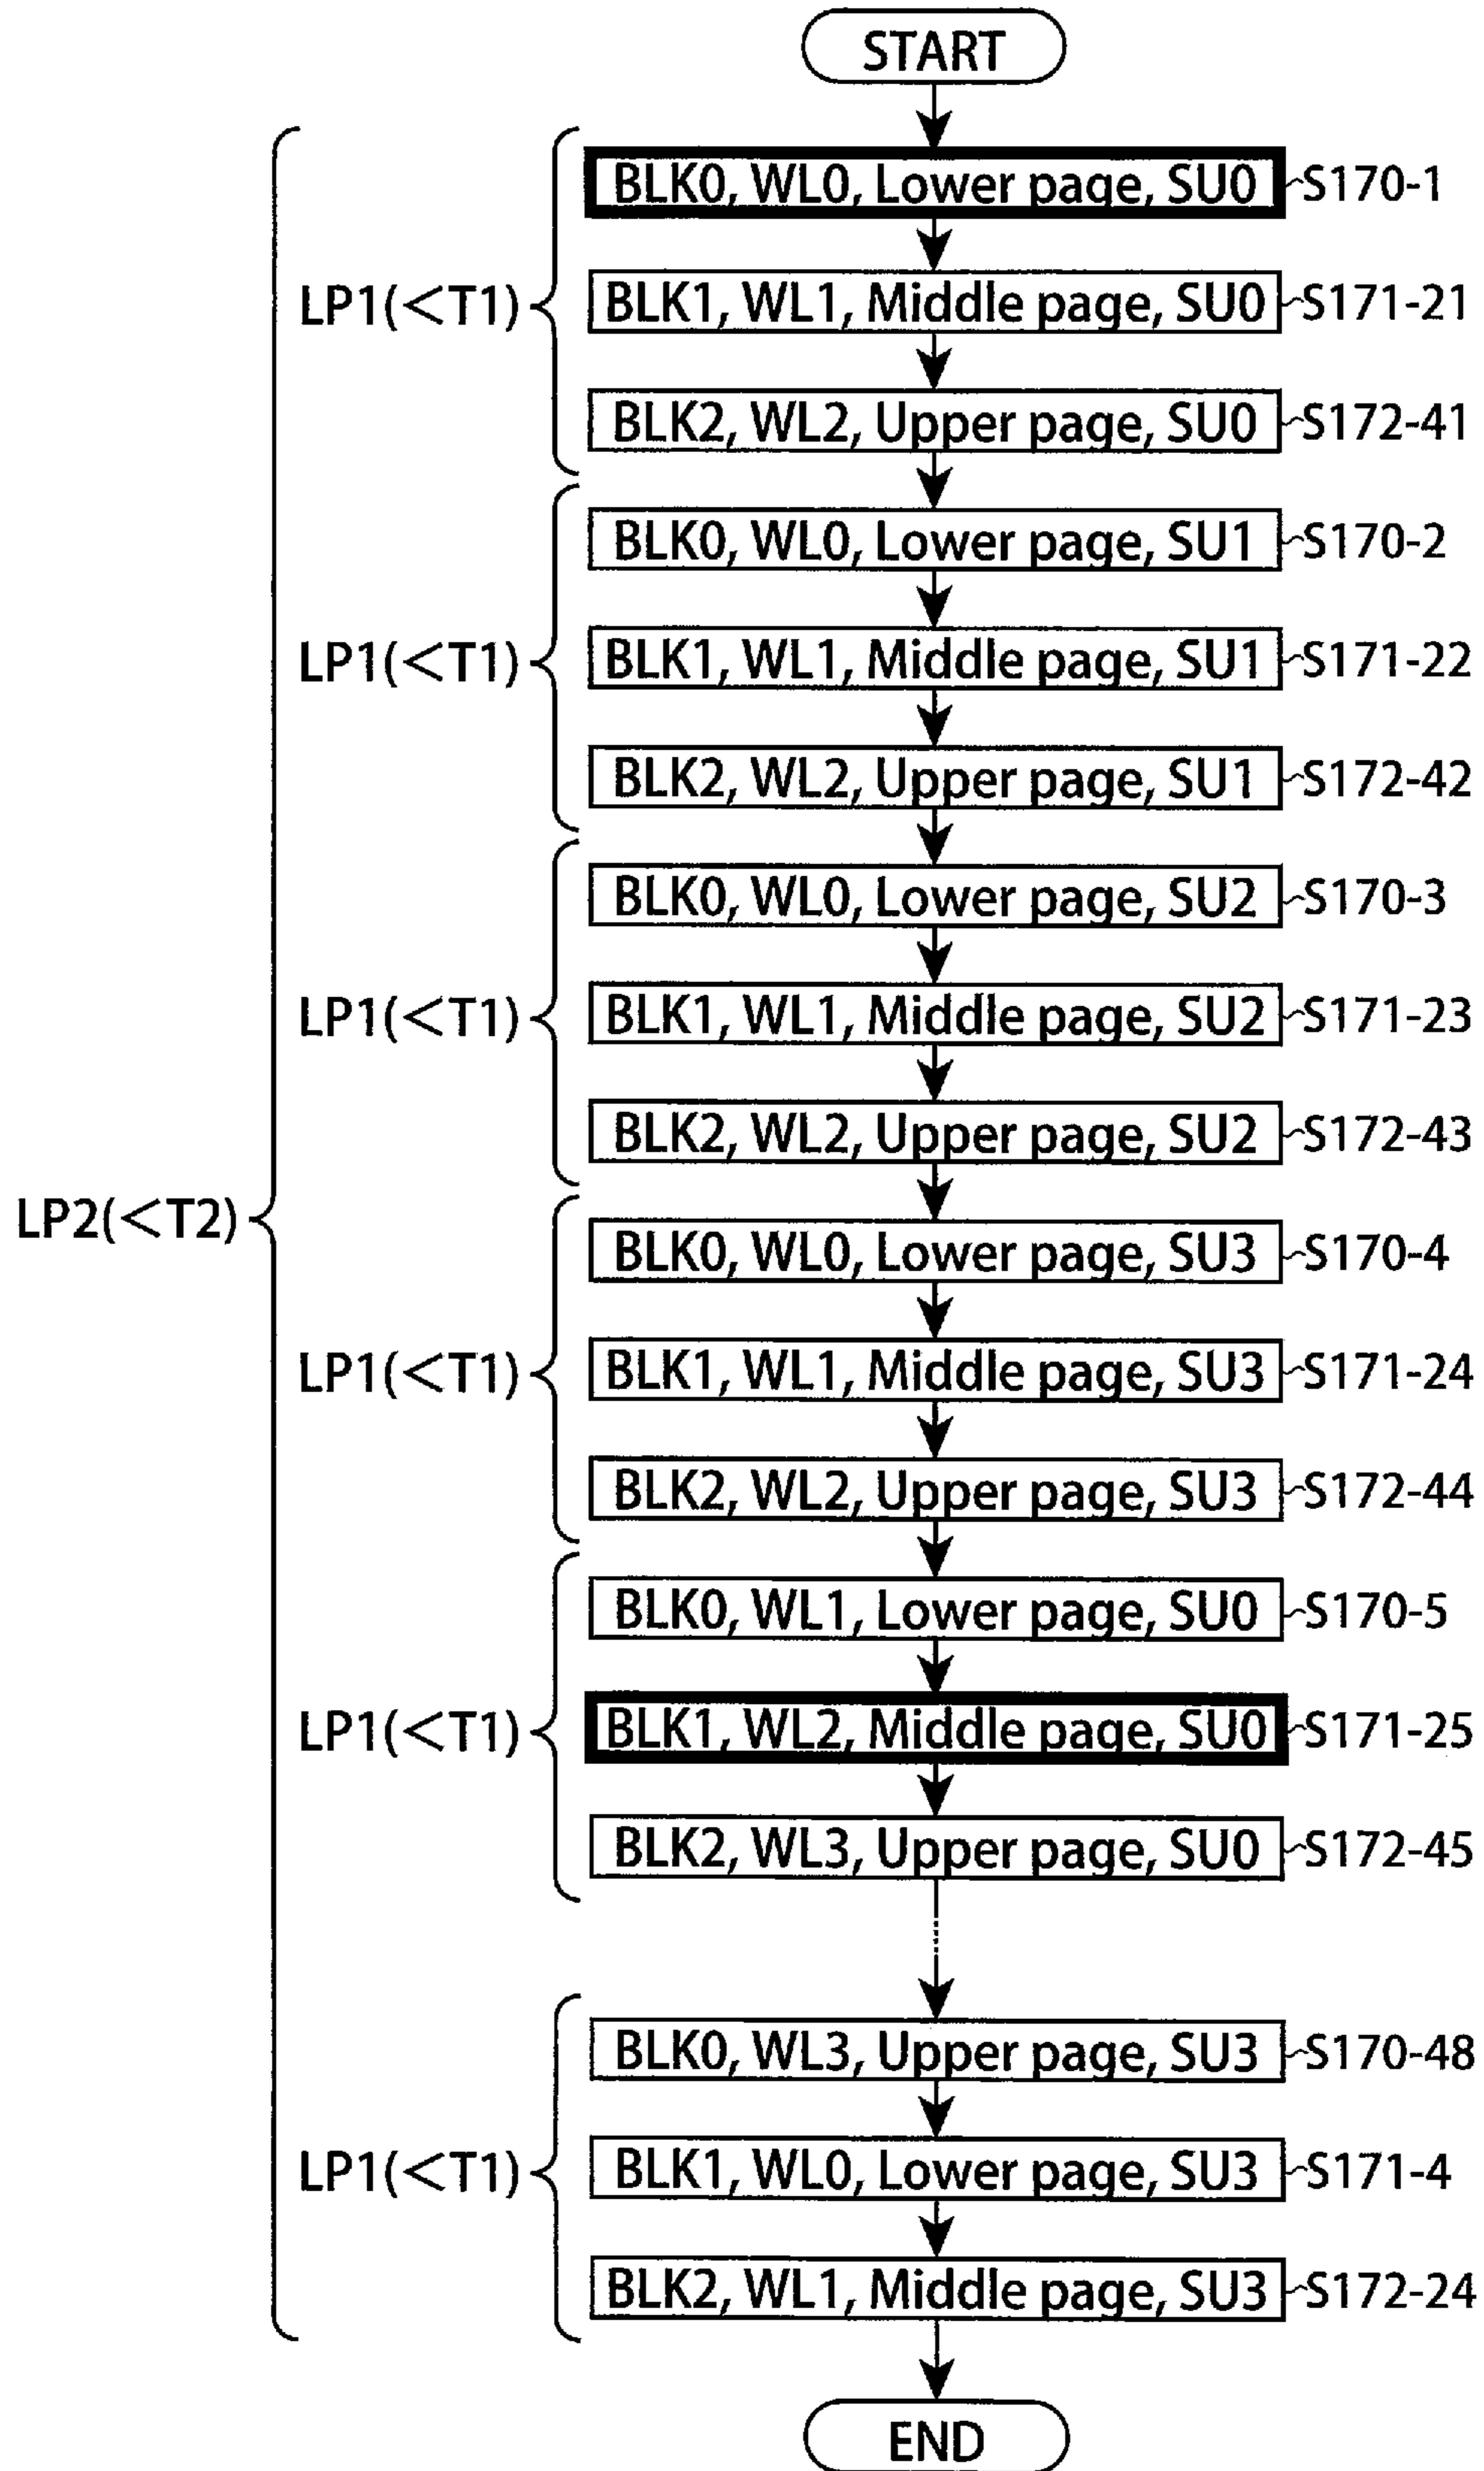 START
BLK0, WL0, Lower page, SU0 S170-1
LP1(<T1) BLK1, WL1, Middle page, SU0 S171-21
BLK2, WL2, Upper page, SU0 S172-41
BLK0, WL0, Lower page, SU1 S170-2
LP1(<T1) BLK1, WL1, Middle page, SU1 S171-22
BLK2, WL2, Upper page, SU1 S172-42
BLK0, WL0, Lower page, SU2 S170-3
LP1(<T1) BLK1, WL1, Middle page, SU2 S171-23
BLK2, WL2, Upper page, SU2 S172-43
LP2(<T2)
BLK0, WL0, Lower page, SU3 S170-4
LP1(<T1) BLK1, WL1, Middle page, SU3 S171-24
BLK2, WL2, Upper page, SU3 S172-44
BLK0, WL1, Lower page, SU0 S170-5
LP1(<T1) BLK1, WL2, Middle page, SU0 S171-25
BLK2, WL3, Upper page, SU0 S172-45
BLK0, WL3, Upper page, SU3 S170-48
LP1(<T1) BLK1, WL0, Lower page, SU3 S171-4
BLK2, WL1, Middle page, SU3 S172-24
END